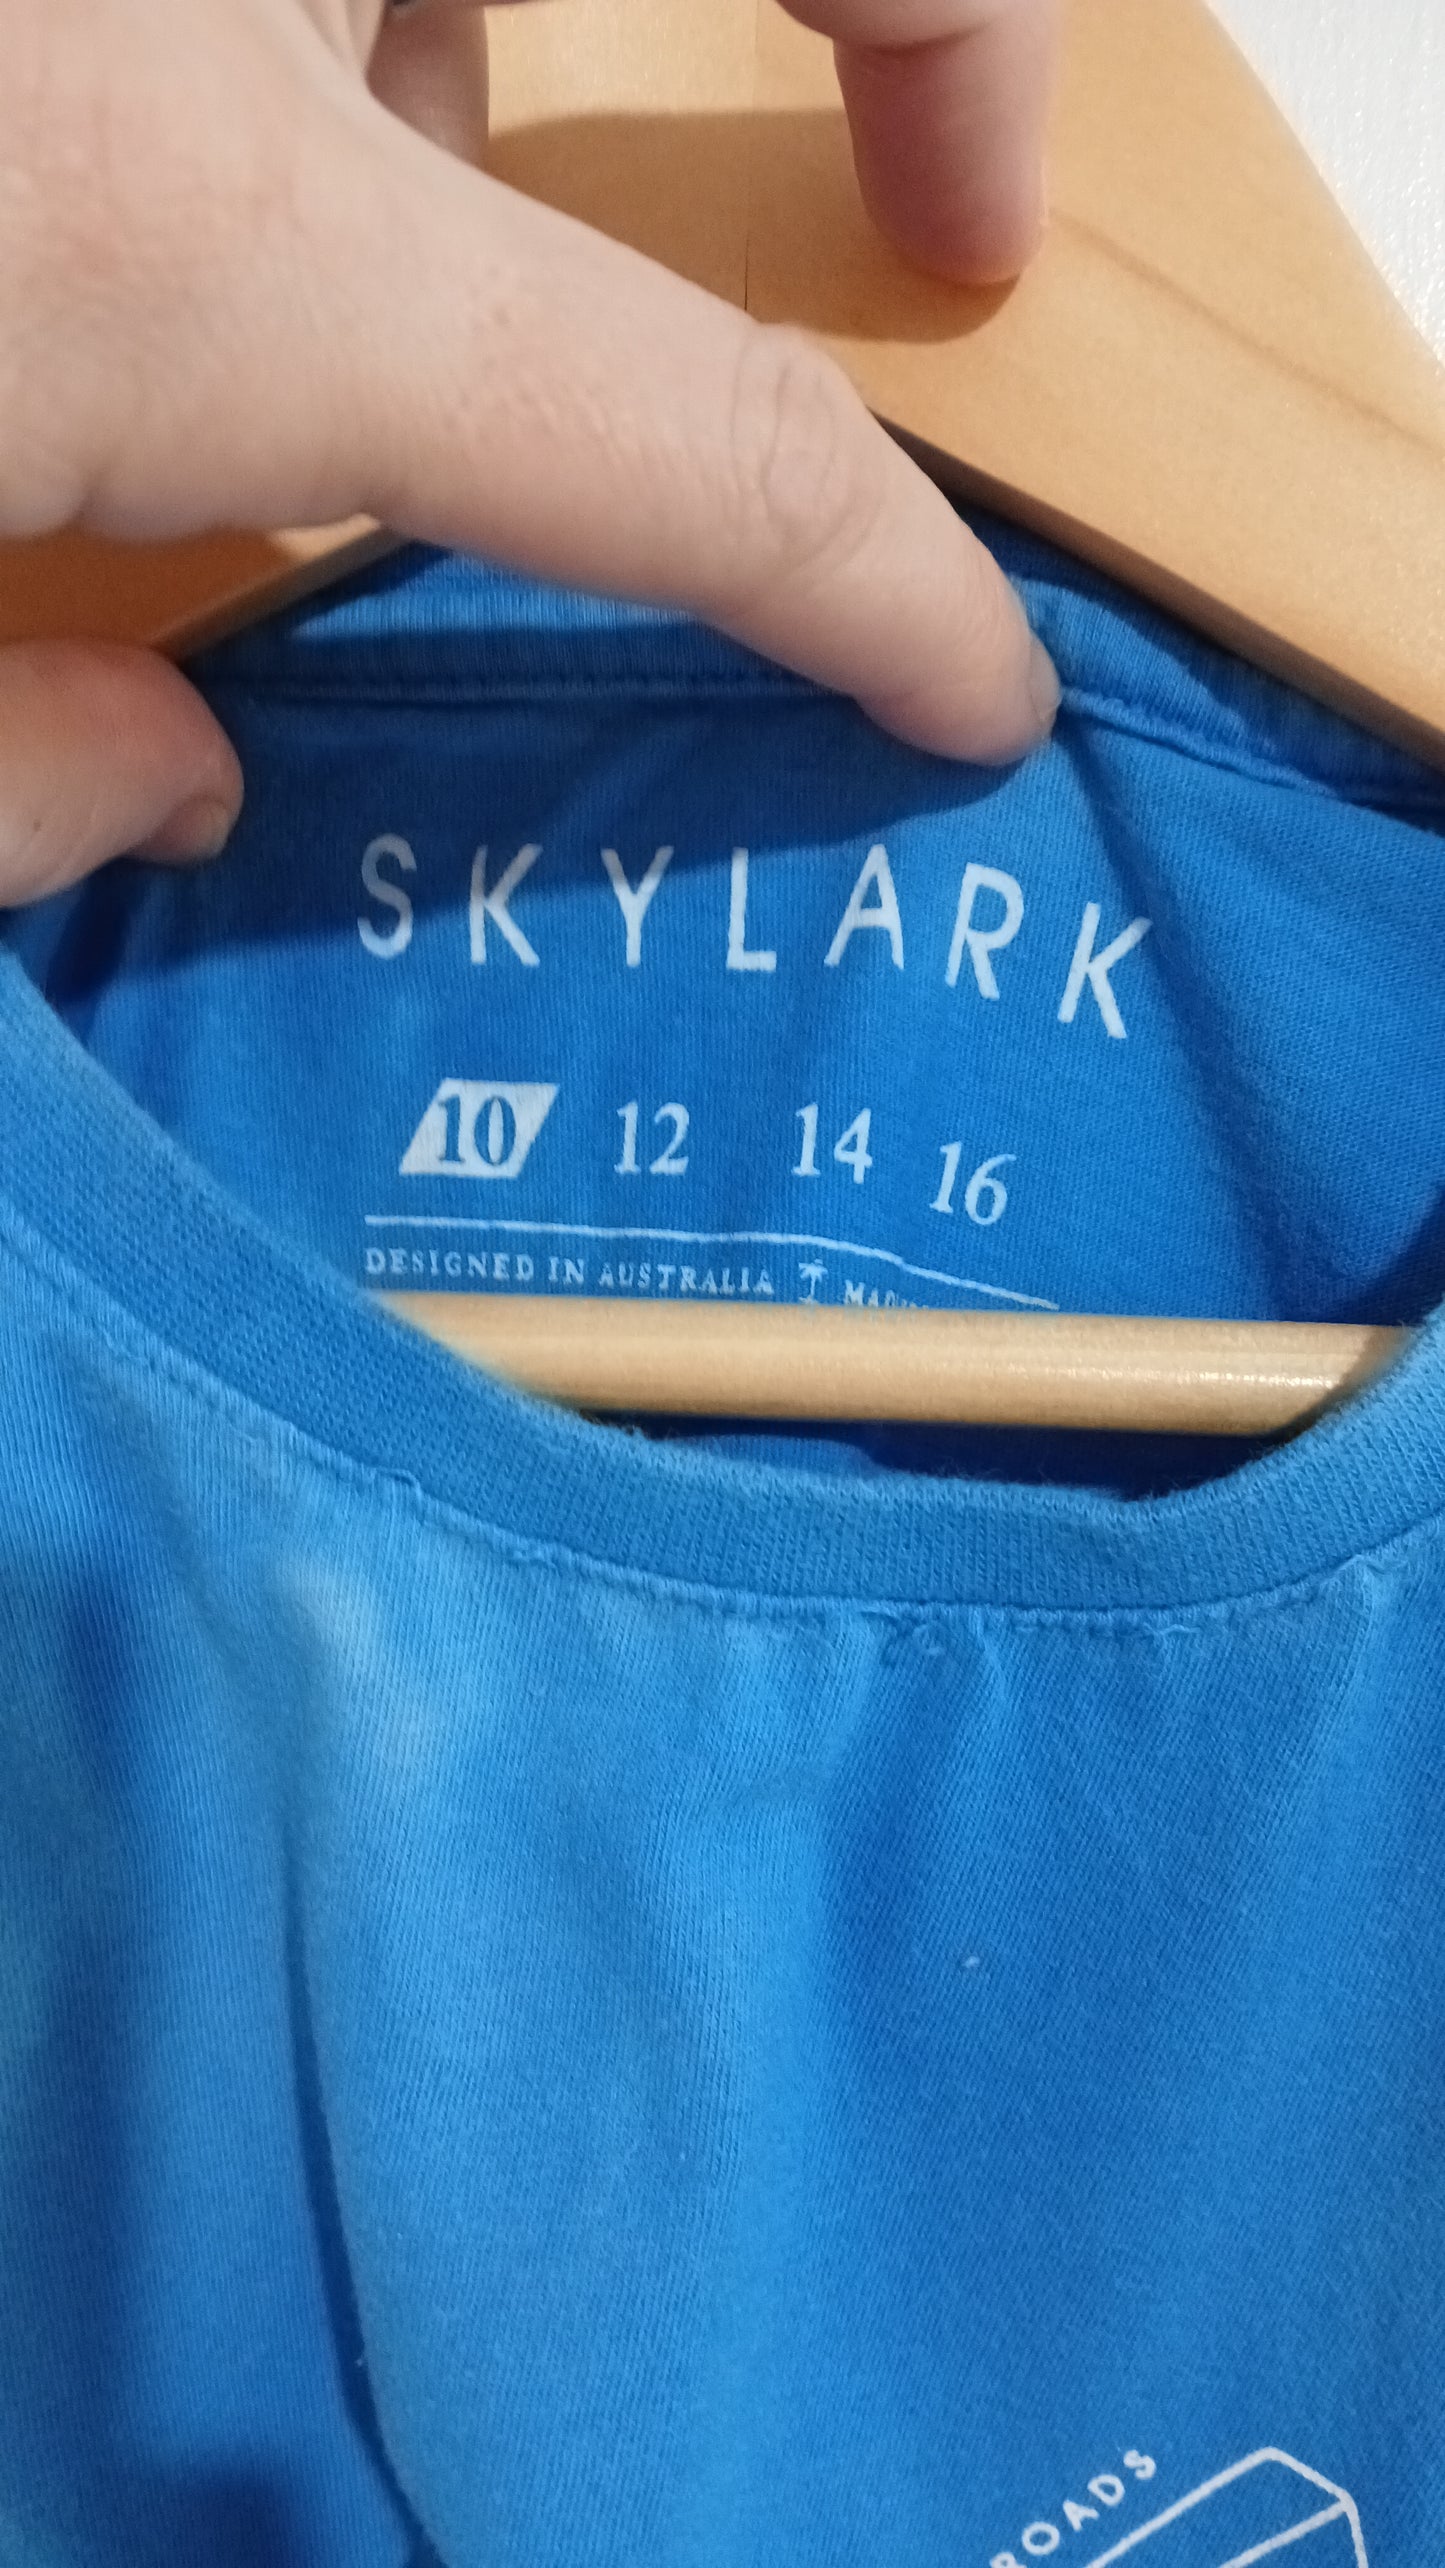 SKYLARK
10 12 14 16
DESIGNED IN AUSTRALIA
ROADS